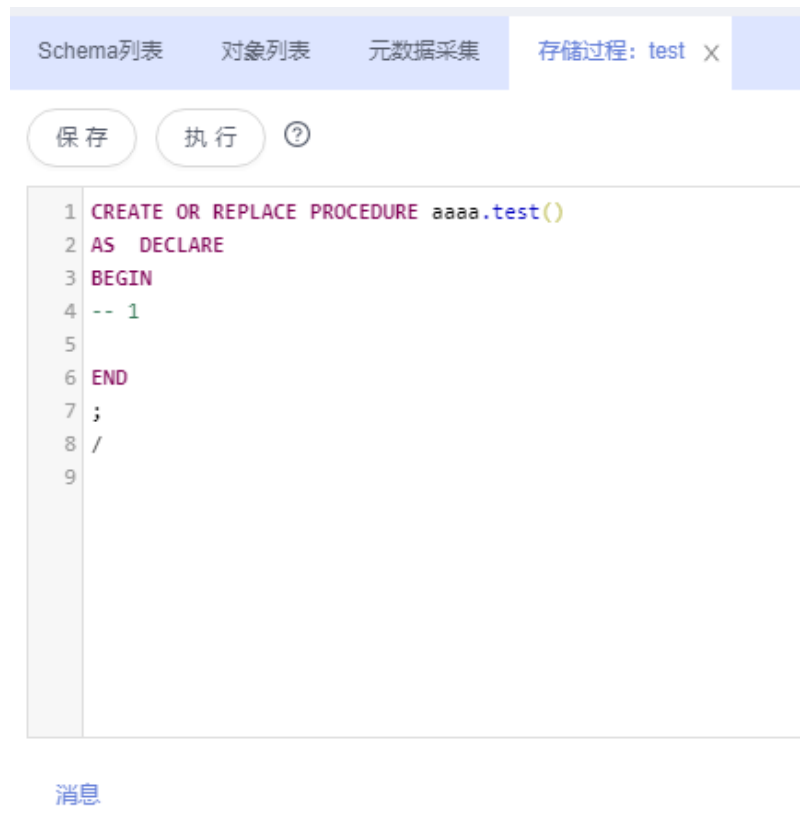 Schema列表 对象列表 元数据采集 存储过程: test ×
保存 执行 ?
1 CREATE OR REPLACE PROCEDURE aaaa.test()
2 AS  DECLARE
3 BEGIN
4 -- 1
5
6 END
7 ;
8 /
9
消息